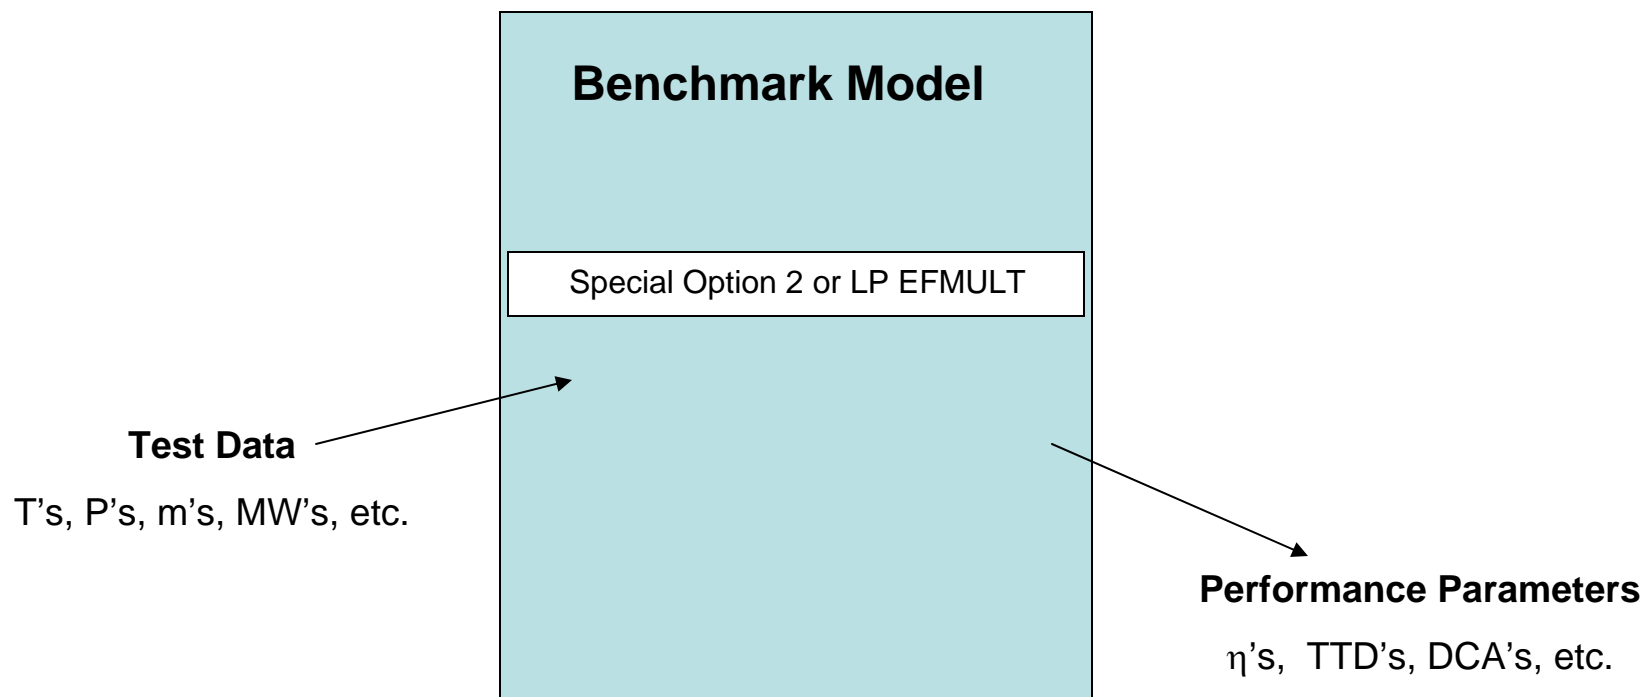 Benchmark Model
Special Option 2 or LP EFMULT
Test Data
T’s, P’s, m’s, MW’s, etc.
Performance Parameters
η’s, TTD’s, DCA’s, etc.